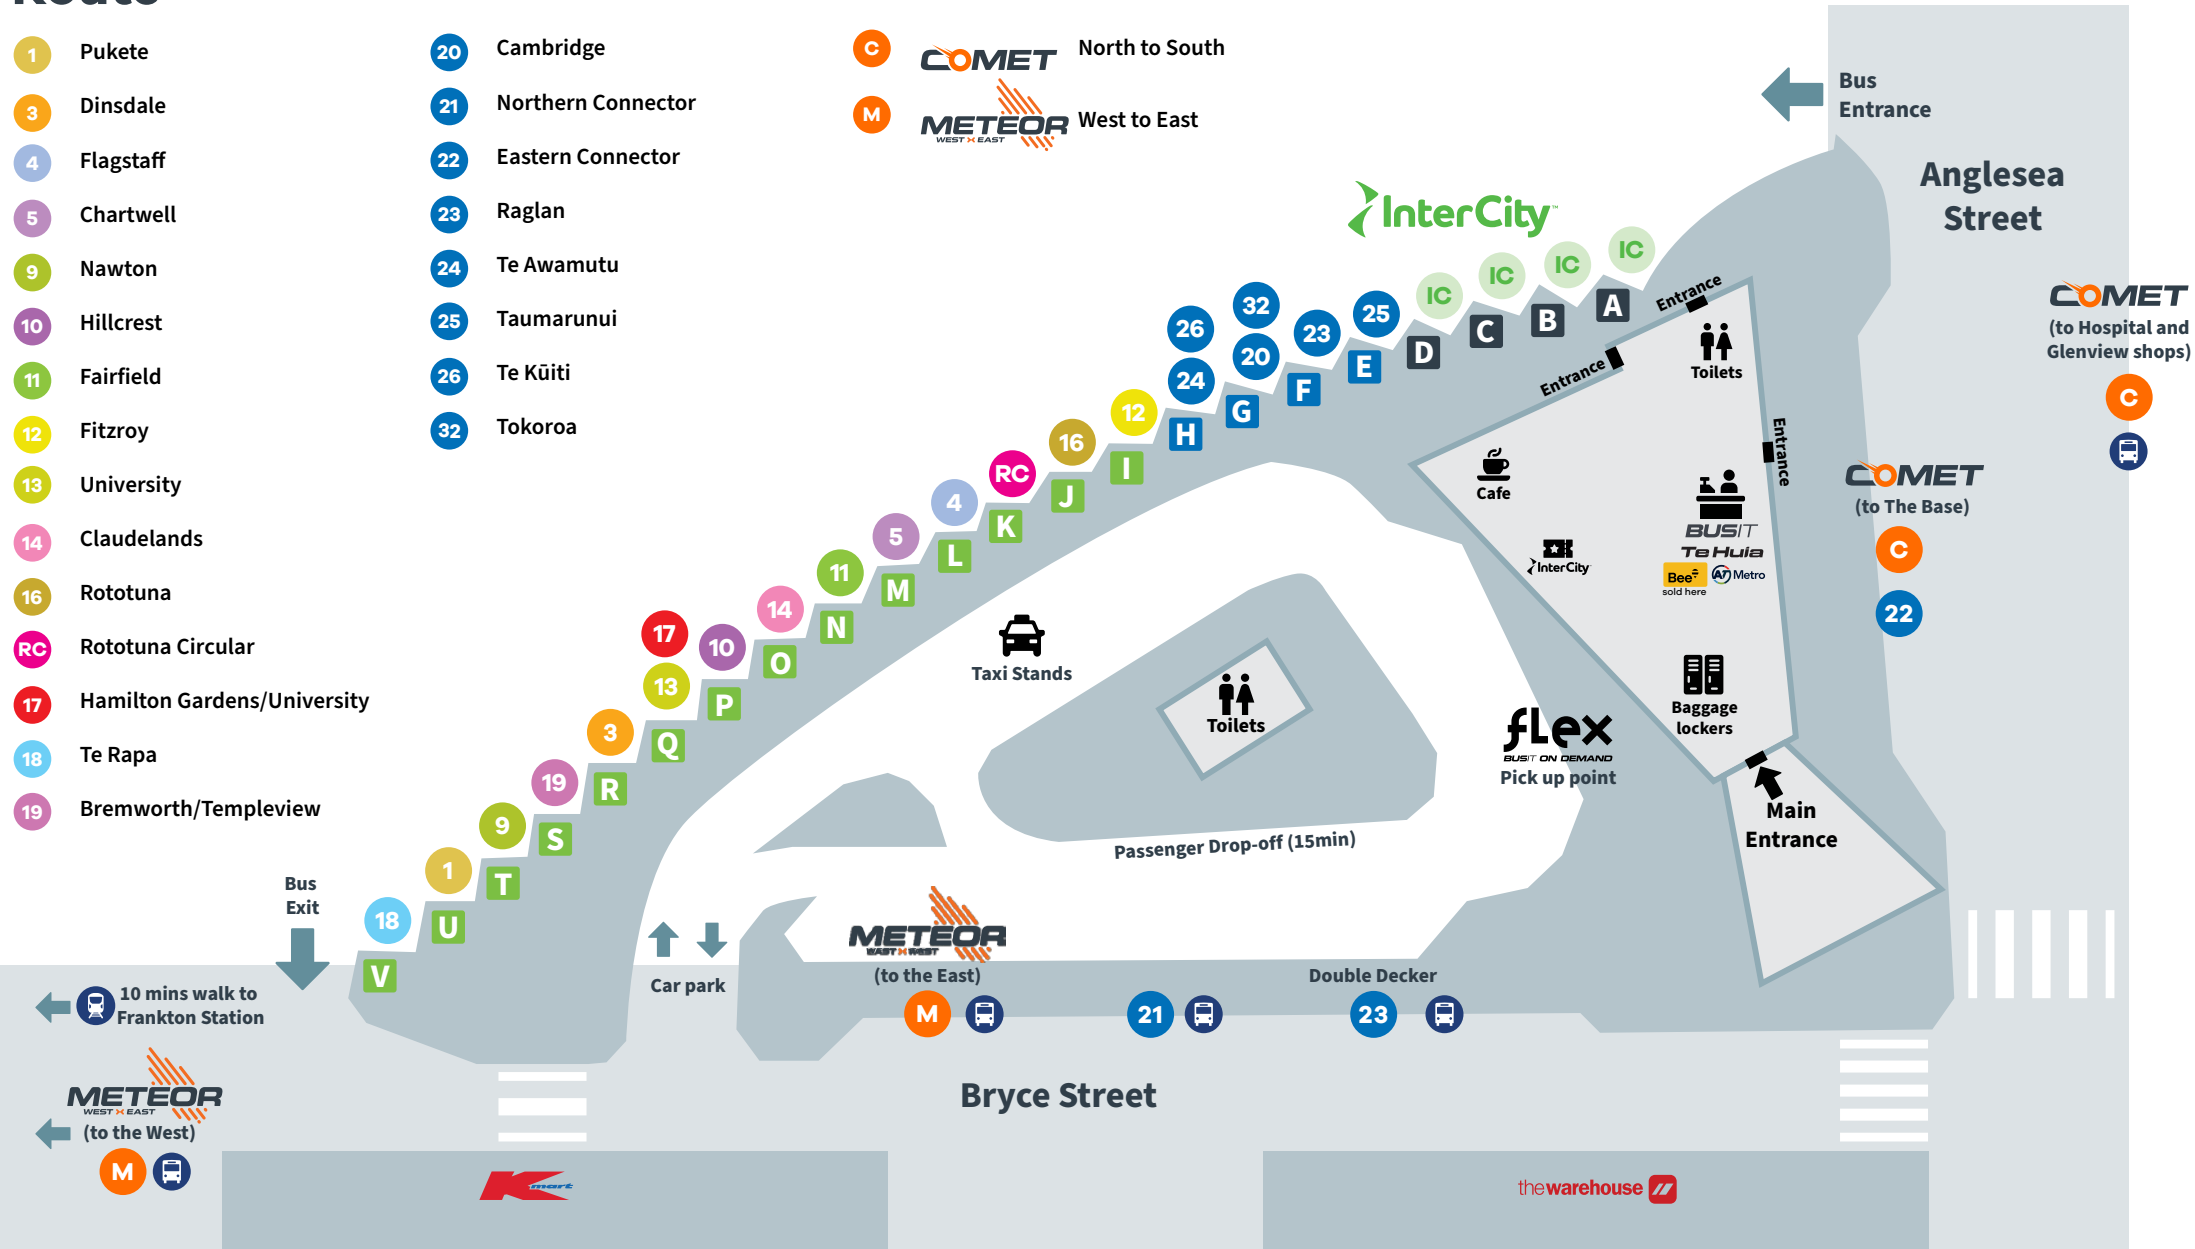 Route
1 Pukete
3 Dinsdale
4 Flagstaff
5 Chartwell
9 Nawton
10 Hillcrest
11 Fairfield
12 Fitzroy
13 University
14 Claudelands
16 Rototuna
RC Rototuna Circular
17 Hamilton Gardens/University
18 Te Rapa
19 Bremworth/Templeview
20 Cambridge
21 Northern Connector
22 Eastern Connector
23 Raglan
24 Te Awamutu
25 Taumarunui
26 Te Kūiti
32 Tokoroa
C COMET North to South
M METEOR West to East
WEST EAST
Bus
Entrance
Anglesea
Street
InterCity™
IC
IC
IC
IC
A
B
C
D
25
E
23
F
32
20
G
26
24
H
12
I
16
J
RC
K
4
L
5
M
11
N
14
O
10
P
17
13
Q
3
R
19
S
9
T
1
U
18
V
Entrance
Entrance
Entrance
Toilets
Cafe
InterCity
BUSIT
Te Huia
Bee
AT Metro
sold here
Baggage
lockers
Main
Entrance
COMET
(to Hospital and
Glenview shops)
C
COMET
(to The Base)
C
22
Taxi Stands
Toilets
flex
BUSIT ON DEMAND
Pick up point
Passenger Drop-off (15min)
Bus
Exit
Car park
METEOR
(to the East)
M
21
Double Decker
23
10 mins walk to
Frankton Station
METEOR
WEST EAST
(to the West)
M
Bryce Street
Kmart
the warehouse